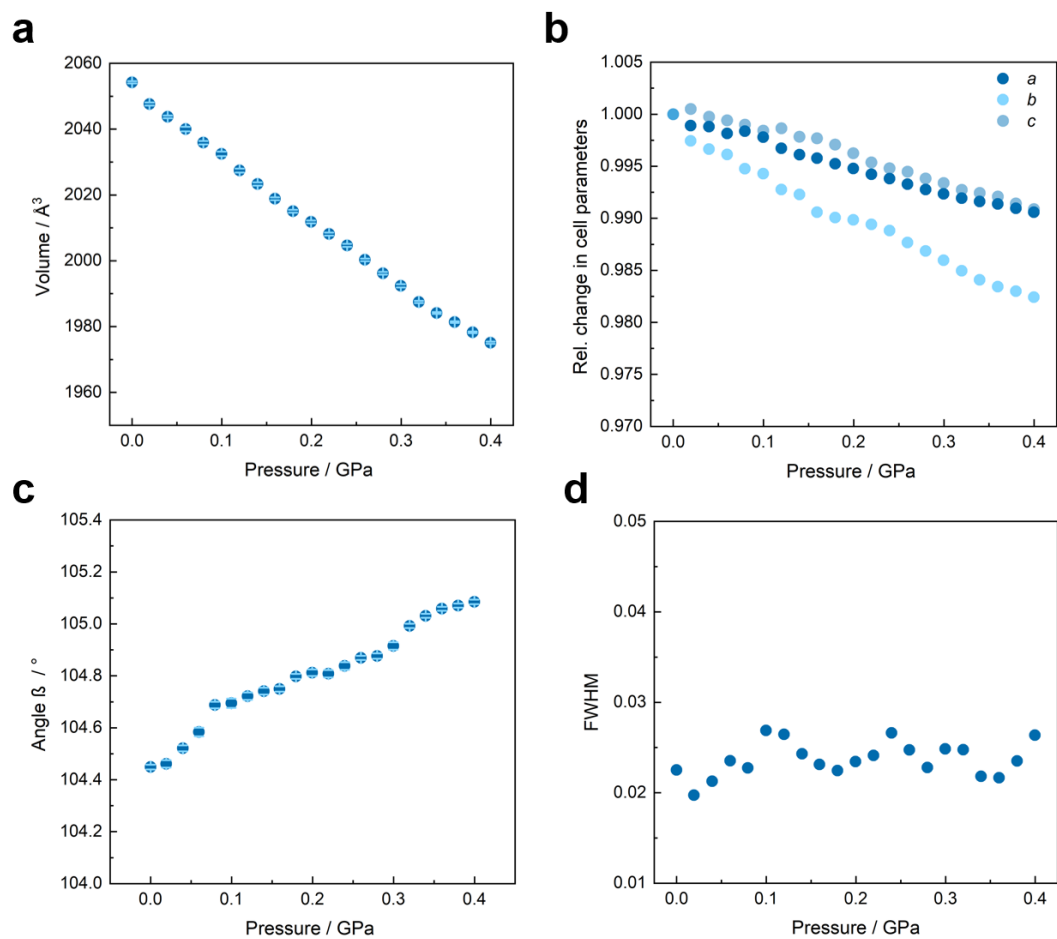 a
2060
2040
2020
2000
1980
1960
Volume / Å³
0.0 0.1 0.2 0.3 0.4
Pressure / GPa
b
1.005
1.000
0.995
0.990
0.985
0.980
0.975
0.970
Rel. change in cell parameters
a
b
c
0.0 0.1 0.2 0.3 0.4
Pressure / GPa
c
105.4
105.2
105.0
104.8
104.6
104.4
104.2
104.0
Angle ß / °
0.0 0.1 0.2 0.3 0.4
Pressure / GPa
d
0.05
0.04
0.03
0.02
0.01
FWHM
0.0 0.1 0.2 0.3 0.4
Pressure / GPa